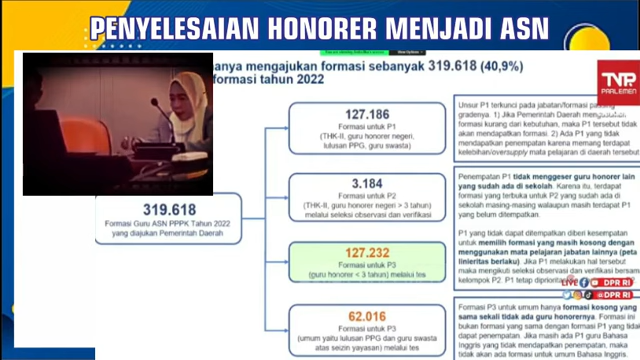 PENYELESAIAN HONORER MENJADI ASN
hanya mengajukan formasi sebanyak 319.618 (40,9%)
formasi tahun 2022
TNP
PARLEMEN
319.618
Formasi Guru ASN PPPK Tahun 2022
yang diajukan Pemerintah Daerah
127.186
Formasi untuk P1
(THK-II, guru honorer negeri,
lulusan PPG, guru swasta)
3.184
Formasi untuk P2
(THK-II, guru honorer negeri > 3 tahun)
melalui seleksi observasi dan verifikasi
127.232
Formasi untuk P3
(guru honorer < 3 tahun) melalui tes
62.016
Formasi untuk P3
(umum yaitu lulusan PPG dan guru swasta
atas seizin yayasan) melalui tes
Unsur P1 terkunci pada jabatan/formasi
gradenya. 1) Jika Pemerintah Daerah
formasi kurang dari kebutuhan, maka P1 tersebut tidak
akan mendapatkan formasi. 2) Ada P1 yang tidak
mendapatkan penempatan karena memang terdapat
kelebihan/oversupply mata pelajaran di daerah tersebut
Penempatan P1 tidak menggeser guru honorer lain
yang sudah ada di sekolah. Karena itu, terdapat
formasi yang terbuka untuk P2 yang sudah ada di
sekolah masing-masing walaupun masih terdapat P1
yang belum ditempatkan.
P1 yang tidak dapat ditempatkan diberi kesempatan untuk
memilih formasi yang masih kosong dengan
menggunakan mata pelajaran jabatan lainnya (peta
linieritas berlaku). Jika P1 melakukan hal tersebut
maka mengikuti seleksi observasi dan verifikasi bersama
kelompok P2. P1 tetap
LIVE DPR RI
Formasi P3 untuk umum hanya formasi kosong yang
sama sekali tidak ada guru honorernya. Formasi ini
bukan formasi yang sama dengan formasi P1 yang tidak
dapat penempatan. Jika masih ada P1 guru Bahasa
Inggris yang tidak mendapatkan penempatan, maka
tidak akan ada formasi untuk umum Bahasa Inggris.
LIVE DPR RI